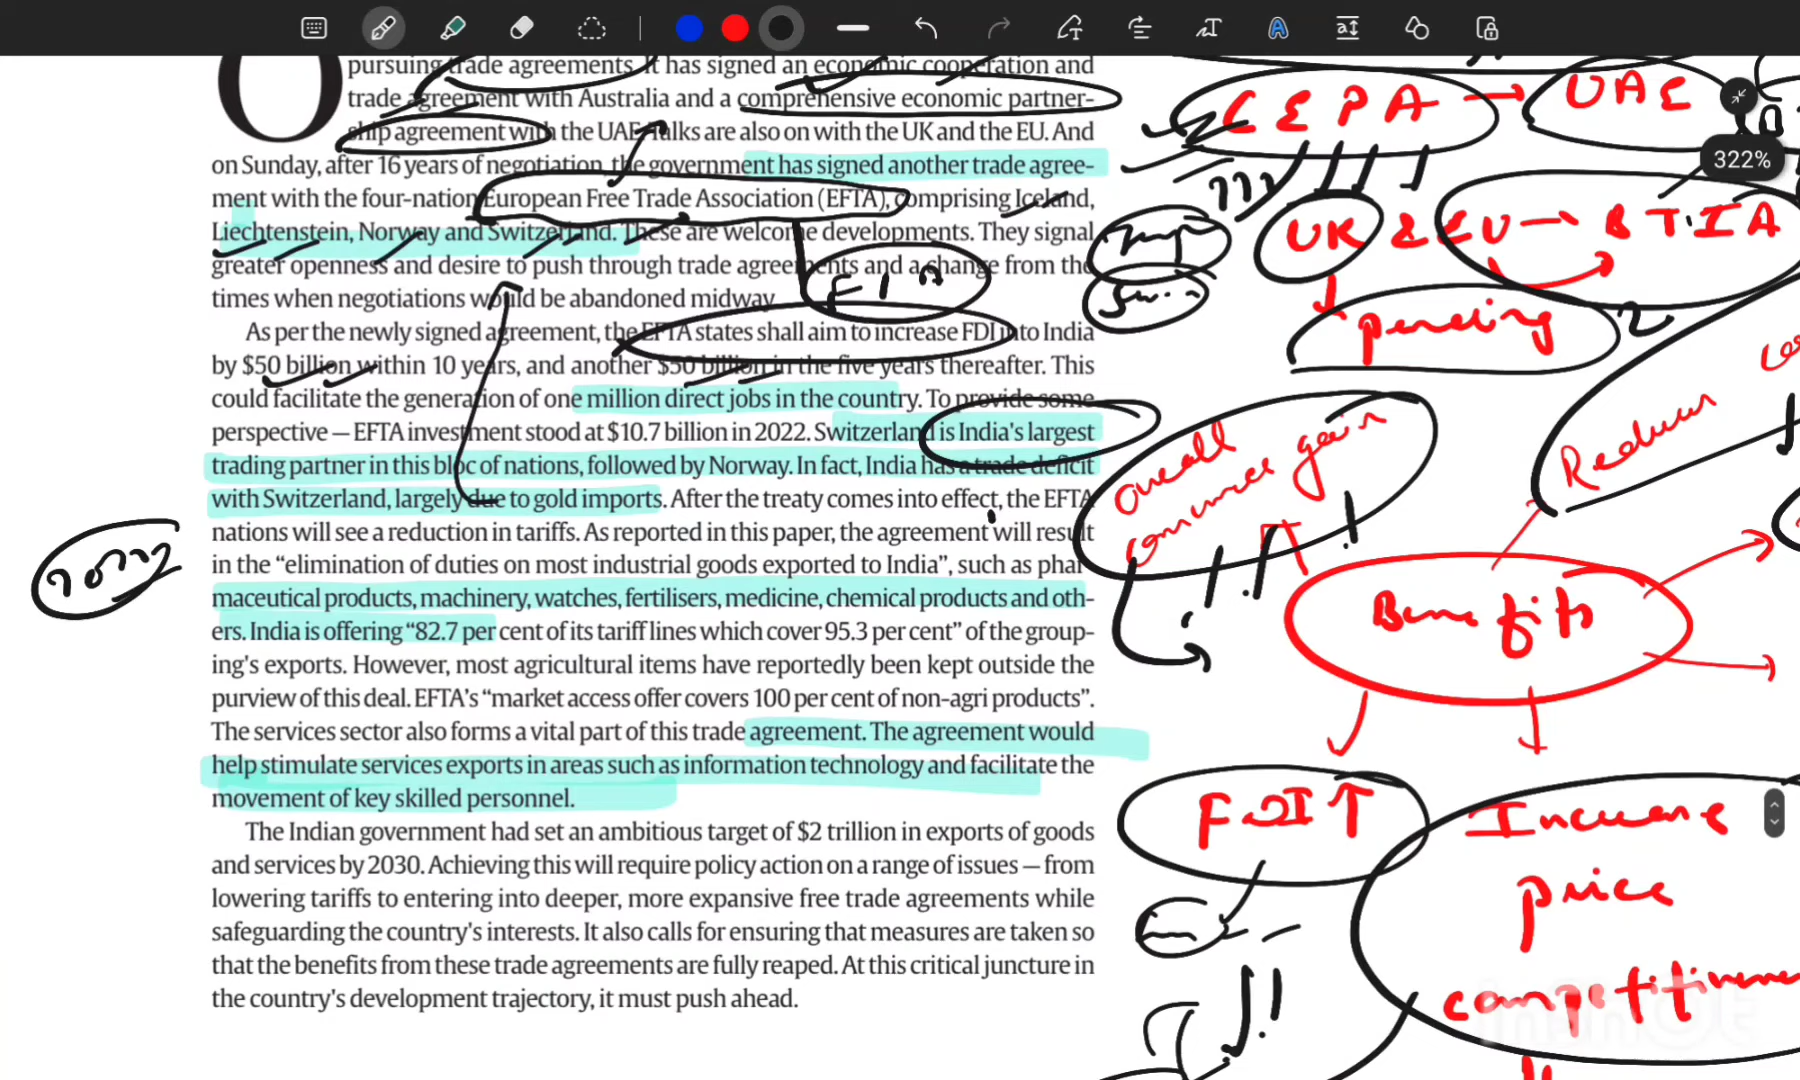 O
pursuing trade agreements. It has signed an economic cooperation and
trade agreement with Australia and a comprehensive economic partner-
ship agreement with the UAE. Talks are also on with the UK and the EU. And
on Sunday, after 16 years of negotiation, the government has signed another trade agree-
ment with the four-nation European Free Trade Association (EFTA), comprising Iceland,
Liechtenstein, Norway and Switzerland. These are welcome developments. They signal
greater openness and desire to push through trade agreements and a change from the
times when negotiations would be abandoned midway.
As per the newly signed agreement, the EFTA states shall aim to increase FDI into India
by $50 billion within 10 years, and another $50 billion in the five years thereafter. This
could facilitate the generation of one million direct jobs in the country. To provide some
perspective — EFTA investment stood at $10.7 billion in 2022. Switzerland is India's largest
trading partner in this bloc of nations, followed by Norway. In fact, India has a trade deficit
with Switzerland, largely due to gold imports. After the treaty comes into effect, the EFTA
nations will see a reduction in tariffs. As reported in this paper, the agreement will result
in the “elimination of duties on most industrial goods exported to India”, such as phar
maceutical products, machinery, watches, fertilisers, medicine, chemical products and oth-
ers. India is offering “82.7 per cent of its tariff lines which cover 95.3 per cent” of the group-
ing's exports. However, most agricultural items have reportedly been kept outside the
purview of this deal. EFTA's “market access offer covers 100 per cent of non-agri products”.
The services sector also forms a vital part of this trade agreement. The agreement would
help stimulate services exports in areas such as information technology and facilitate the
movement of key skilled personnel.
The Indian government had set an ambitious target of $2 trillion in exports of goods
and services by 2030. Achieving this will require policy action on a range of issues — from
lowering tariffs to entering into deeper, more expansive free trade agreements while
safeguarding the country's interests. It also calls for ensuring that measures are taken so
that the benefits from these trade agreements are fully reaped. At this critical juncture in
the country's development trajectory, it must push ahead.
CEPA → UAE
322%
UK & EU → BTIA
pending
Overall
gain
Benefits
FDI ↑
Increase
price